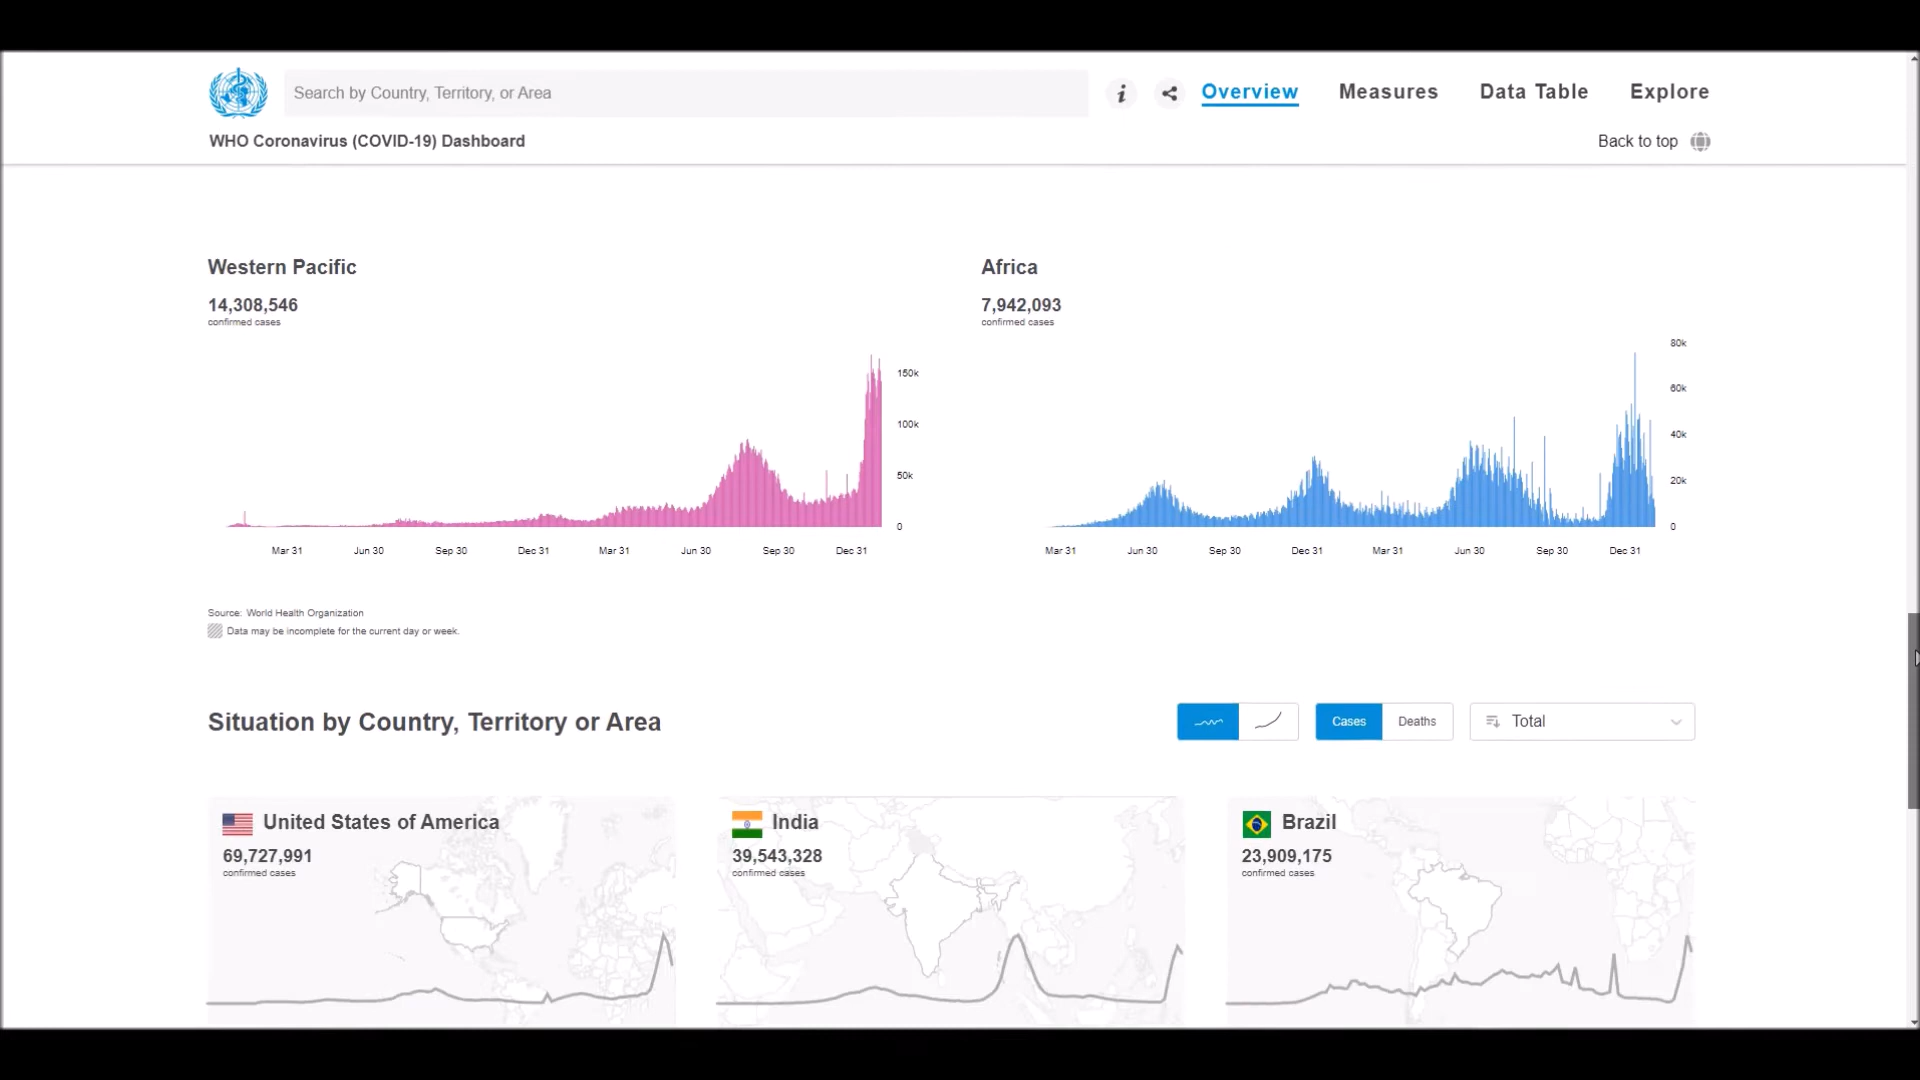 Search by Country, Territory, or Area
i
Overview
Measures
Data Table
Explore
WHO Coronavirus (COVID-19) Dashboard
Back to top
Western Pacific
14,308,546
confirmed cases
150k
100k
50k
0
Mar 31 Jun 30 Sep 30 Dec 31 Mar 31 Jun 30 Sep 30 Dec 31
Africa
7,942,093
confirmed cases
80k
60k
40k
20k
0
Mar 31 Jun 30 Sep 30 Dec 31 Mar 31 Jun 30 Sep 30 Dec 31
Source: World Health Organization
Data may be incomplete for the current day or week.
Situation by Country, Territory or Area
Cases
Deaths
Total
United States of America
69,727,991
confirmed cases
India
39,543,328
confirmed cases
Brazil
23,909,175
confirmed cases